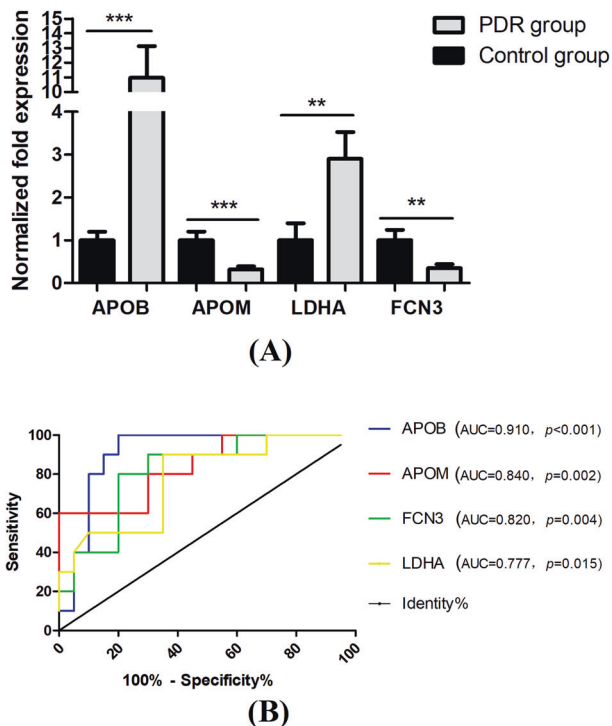 PDR group
Control group
Normalized fold expression
15
14
13
12
11
10
4
3
2
1
0
***
***
**
**
APOB
APOM
LDHA
FCN3
(A)
Sensitivity
100
80
60
40
20
0
0
20
40
60
80
100
100% - Specificity%
APOB (AUC=0.910, p<0.001)
APOM (AUC=0.840, p=0.002)
FCN3 (AUC=0.820, p=0.004)
LDHA (AUC=0.777, p=0.015)
Identity%
(B)